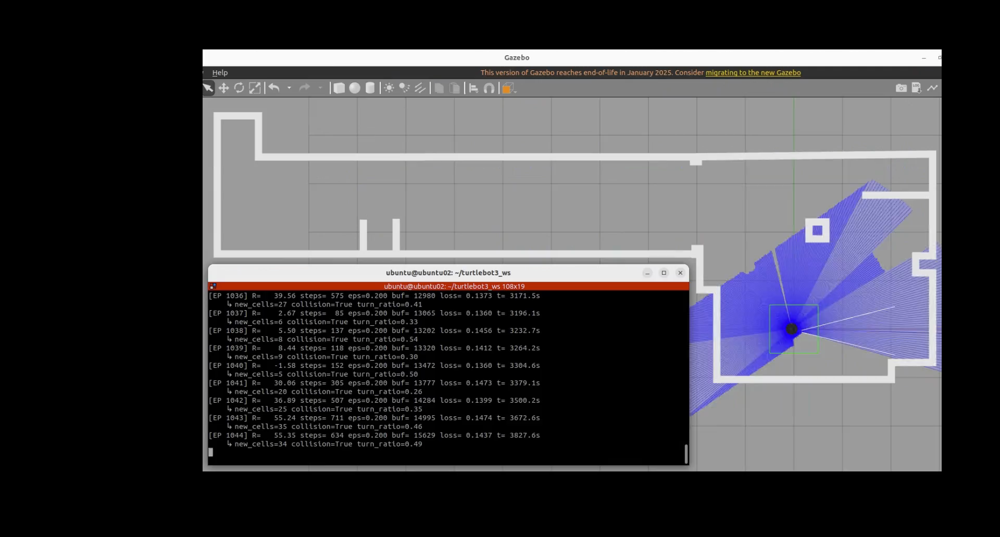 Gazebo
Help
This version of Gazebo reaches end-of-life in January 2025. Consider migrating to the new Gazebo
LOG
ubuntu@ubuntu02: ~/turtlebot3_ws
ubuntu@ubuntu02: ~/turtlebot3_ws 108x19
[EP 1036] R=   39.56 steps= 575 eps=0.200 buf= 12980 loss= 0.1373 t= 3171.5s
↳ new_cells=27 collision=True turn_ratio=0.41
[EP 1037] R=    2.67 steps=  85 eps=0.200 buf= 13065 loss= 0.1360 t= 3196.1s
↳ new_cells=6 collision=True turn_ratio=0.33
[EP 1038] R=    5.50 steps= 137 eps=0.200 buf= 13202 loss= 0.1456 t= 3232.7s
↳ new_cells=8 collision=True turn_ratio=0.54
[EP 1039] R=    8.44 steps= 118 eps=0.200 buf= 13320 loss= 0.1412 t= 3264.2s
↳ new_cells=9 collision=True turn_ratio=0.30
[EP 1040] R=   -1.58 steps= 152 eps=0.200 buf= 13472 loss= 0.1360 t= 3304.6s
↳ new_cells=5 collision=True turn_ratio=0.50
[EP 1041] R=   30.06 steps= 305 eps=0.200 buf= 13777 loss= 0.1473 t= 3379.1s
↳ new_cells=20 collision=True turn_ratio=0.26
[EP 1042] R=   36.89 steps= 507 eps=0.200 buf= 14284 loss= 0.1399 t= 3500.2s
↳ new_cells=25 collision=True turn_ratio=0.35
[EP 1043] R=   55.24 steps= 711 eps=0.200 buf= 14995 loss= 0.1474 t= 3672.6s
↳ new_cells=35 collision=True turn_ratio=0.46
[EP 1044] R=   55.35 steps= 634 eps=0.200 buf= 15629 loss= 0.1437 t= 3827.6s
↳ new_cells=34 collision=True turn_ratio=0.49